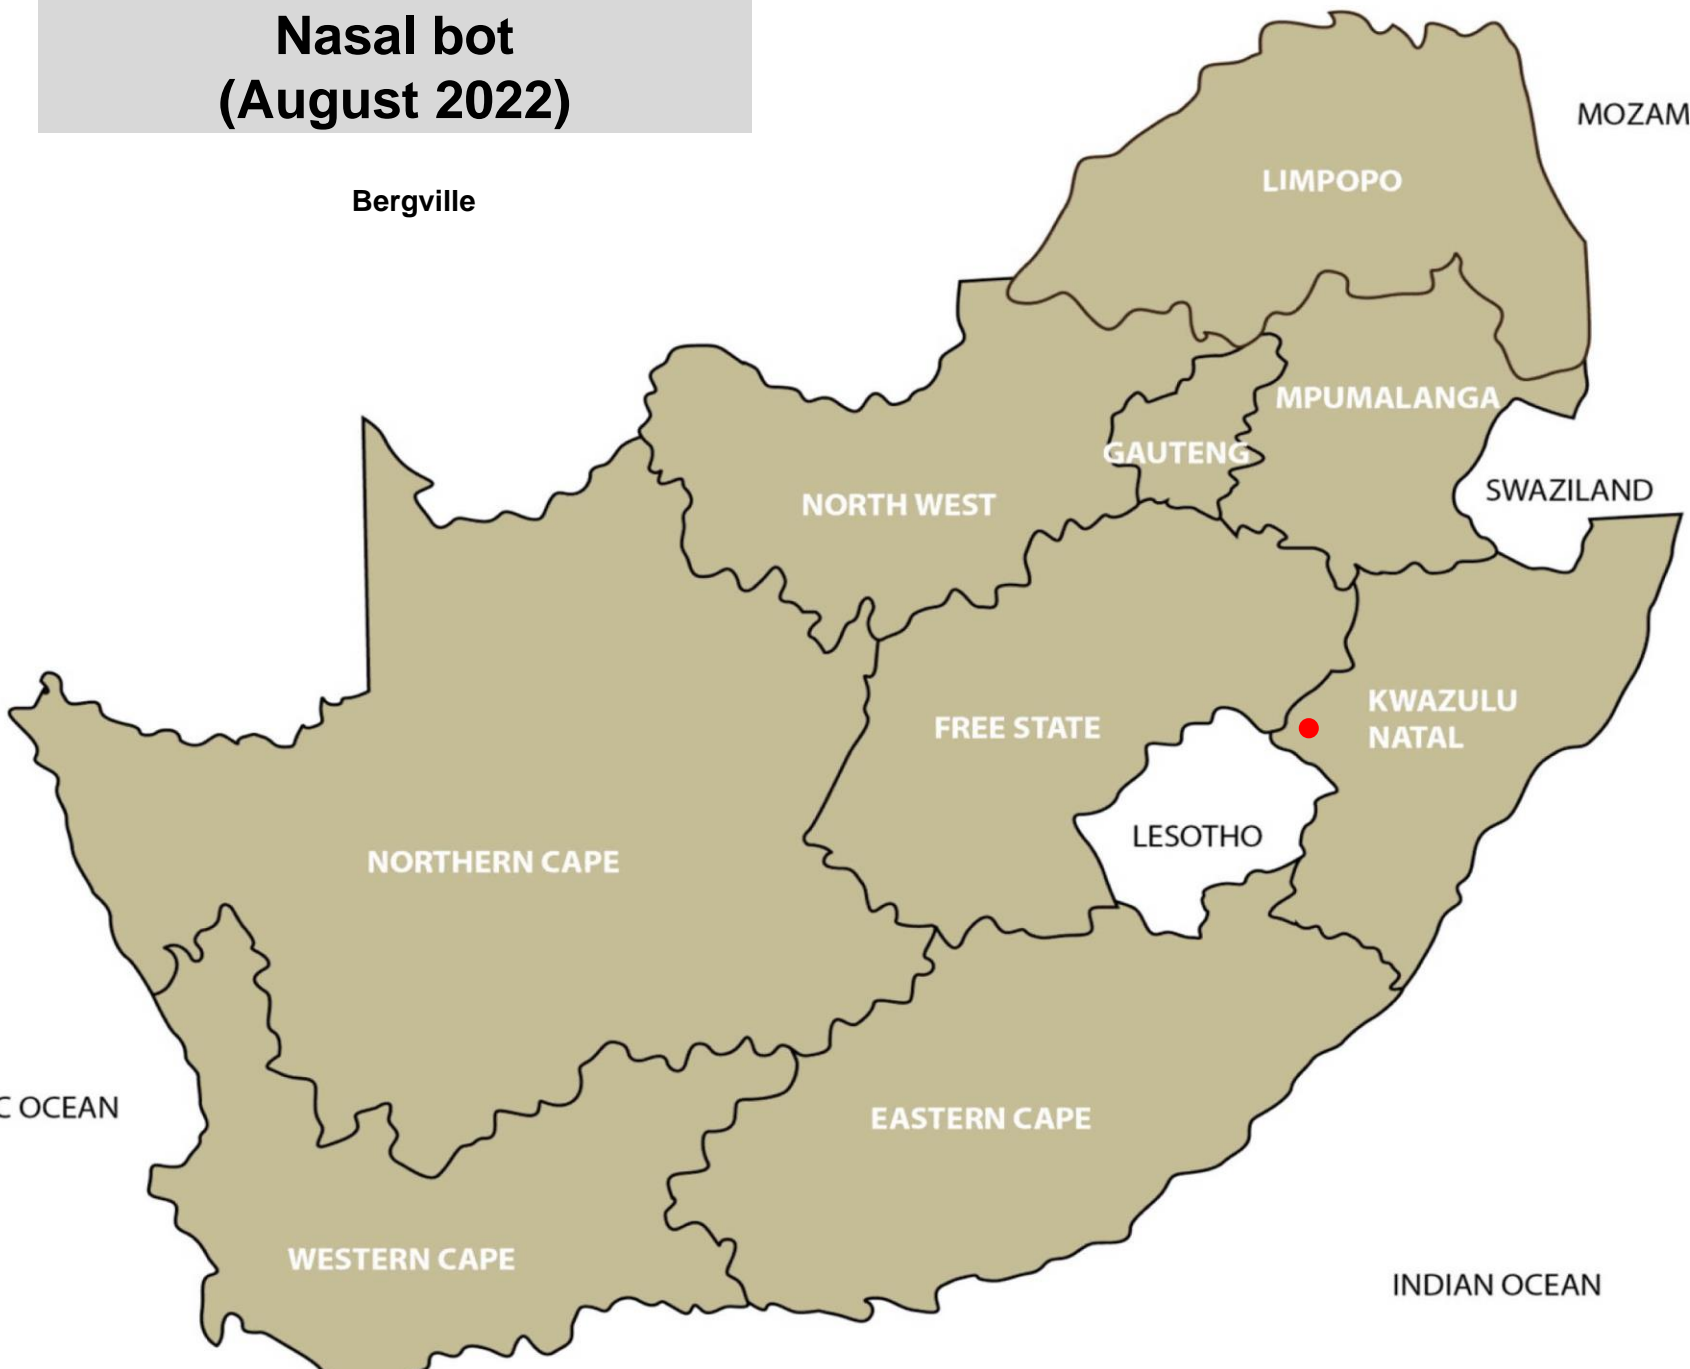 Nasal bot
(August 2022)
Bergville
MOZAM
LIMPOPO
MPUMALANGA
GAUTENG
SWAZILAND
NORTH WEST
KWAZULU
NATAL
FREE STATE
LESOTHO
NORTHERN CAPE
C OCEAN
EASTERN CAPE
WESTERN CAPE
INDIAN OCEAN